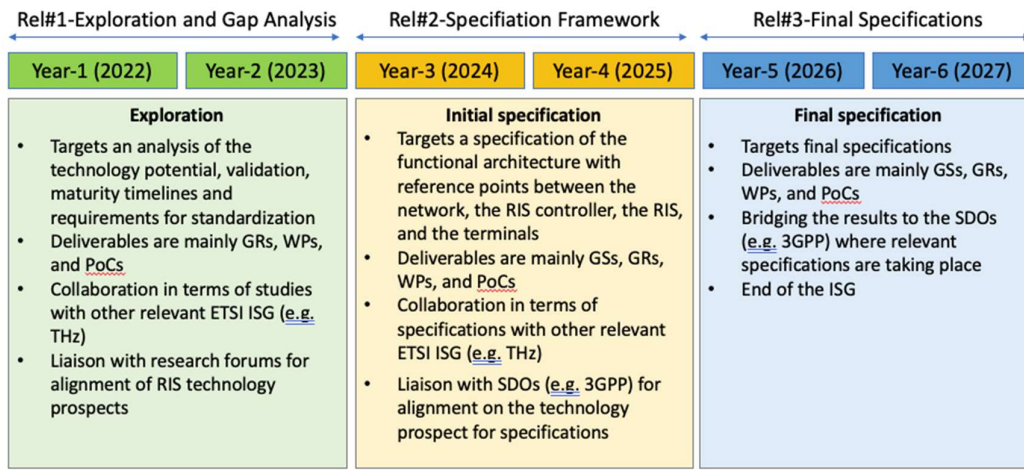 Rel#1-Exploration and Gap Analysis
Rel#2-Specifiation Framework
Rel#3-Final Specifications
Year-1 (2022)
Year-2 (2023)
Year-3 (2024)
Year-4 (2025)
Year-5 (2026)
Year-6 (2027)
Exploration
• Targets an analysis of the
technology potential, validation,
maturity timelines and
requirements for standardization
• Deliverables are mainly GRs, WPs,
and PoCs
• Collaboration in terms of studies
with other relevant ETSI ISG (e.g.
THz)
• Liaison with research forums for
alignment of RIS technology
prospects
Initial specification
• Targets a specification of the
functional architecture with
reference points between the
network, the RIS controller, the RIS,
and the terminals
• Deliverables are mainly GSs, GRs,
WPs, and PoCs
• Collaboration in terms of
specifications with other relevant
ETSI ISG (e.g. THz)
• Liaison with SDOs (e.g. 3GPP) for
alignment on the technology
prospect for specifications
Final specification
• Targets final specifications
• Deliverables are mainly GSs, GRs,
WPs, and PoCs
• Bridging the results to the SDOs
(e.g. 3GPP) where relevant
specifications are taking place
• End of the ISG